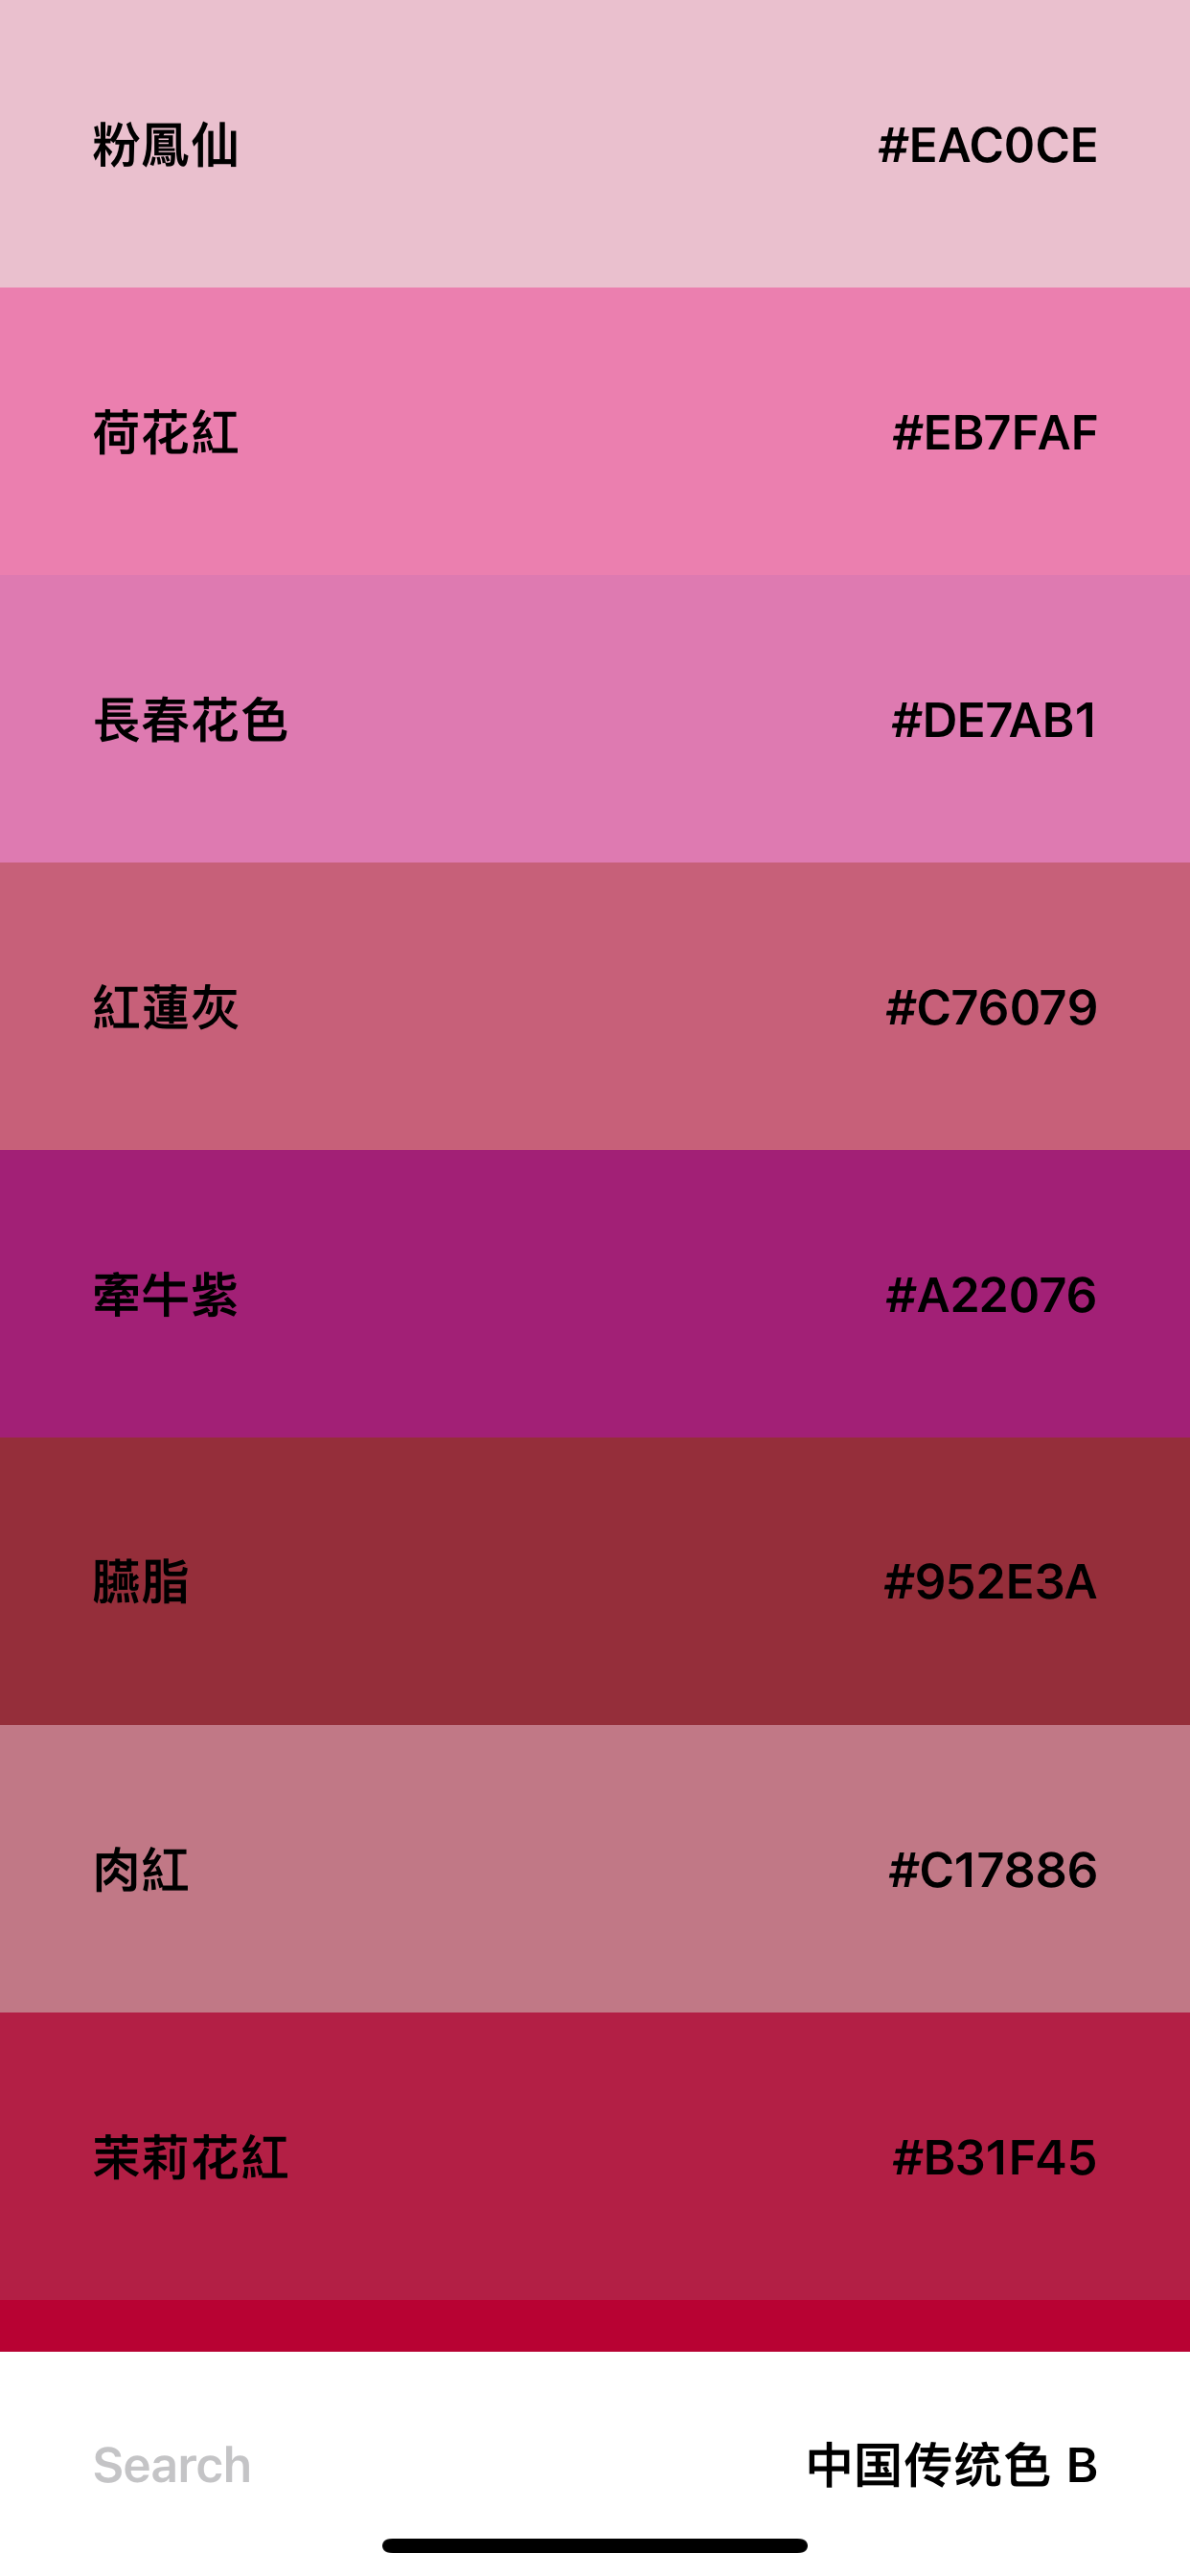 粉鳳仙 #EAC0CE
荷花紅 #EB7FAF
長春花色 #DE7AB1
紅蓮灰 #C76079
牽牛紫 #A22076
臙脂 #952E3A
肉紅 #C17886
茉莉花紅 #B31F45
Search 中国传统色 B